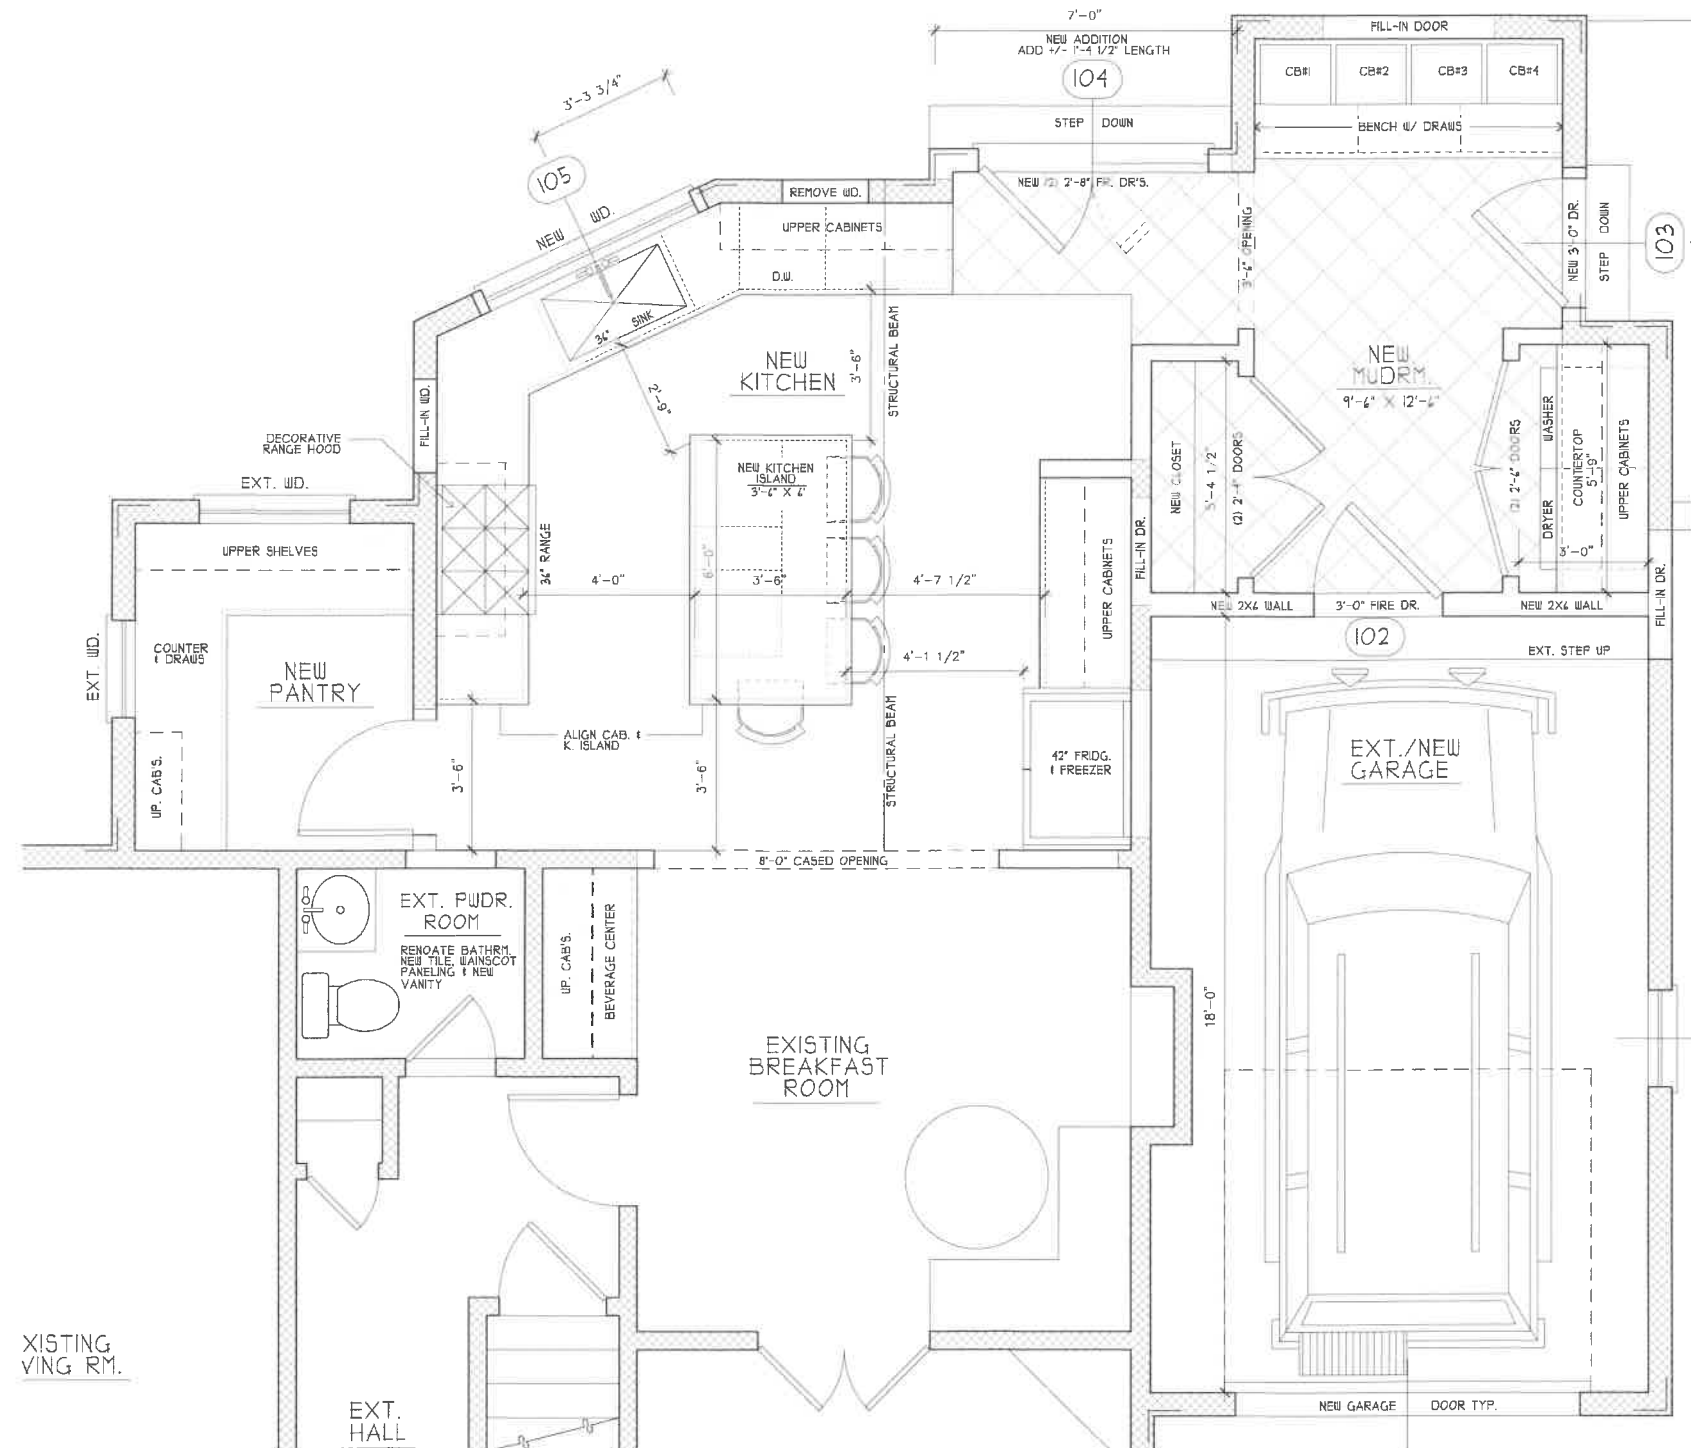 7'-0"
NEW ADDITION
ADD +/- 1'-4 1/2" LENGTH
104
STEP DOWN
NEW (2) 2'-8" FR. DR'S.
FILL-IN DOOR
CB#1
CB#2
CB#3
CB#4
BENCH W/ DRAWS
3'-3 3/4"
105
NEW WD.
REMOVE WD.
UPPER CABINETS
D.W.
SINK
36"
3'-6" OPENING
NEW 3'-0" DR.
STEP DOWN
103
NEW
KITCHEN
3'-6"
STRUCTURAL BEAM
2'-9"
NEW
MUDRM.
9'-6" X 12'-6"
FILL-IN WD.
DECORATIVE
RANGE HOOD
NEW KITCHEN
ISLAND
3'-6" X 6'
NEW CLOSET
5'-4 1/2"
(2) 2'-4" DOORS
(2) 2'-6" DOORS
WASHER
DRYER
COUNTERTOP
5'-9"
UPPER CABINETS
3'-0"
EXT. WD.
UPPER SHELVES
36" RANGE
4'-0"
6'-0"
3'-6"
4'-7 1/2"
UPPER CABINETS
FILL-IN DR.
NEW 2X6 WALL
3'-0" FIRE DR.
NEW 2X6 WALL
FILL-IN DR.
102
EXT. STEP UP
EXT. WD.
COUNTER
& DRAWS
NEW
PANTRY
4'-1 1/2"
UP. CAB'S.
ALIGN CAB. &
K. ISLAND
3'-6"
3'-6"
STRUCTURAL BEAM
42" FRIDG.
& FREEZER
EXT./NEW
GARAGE
8'-0" CASED OPENING
EXT. PWDR.
ROOM
RENOATE BATHRM.
NEW TILE, WAINSCOT
PANELING & NEW
VANITY
UP. CAB'S.
BEVERAGE CENTER
18'-0"
EXISTING
BREAKFAST
ROOM
XISTING
VING RM.
EXT.
HALL
NEW GARAGE DOOR TYP.